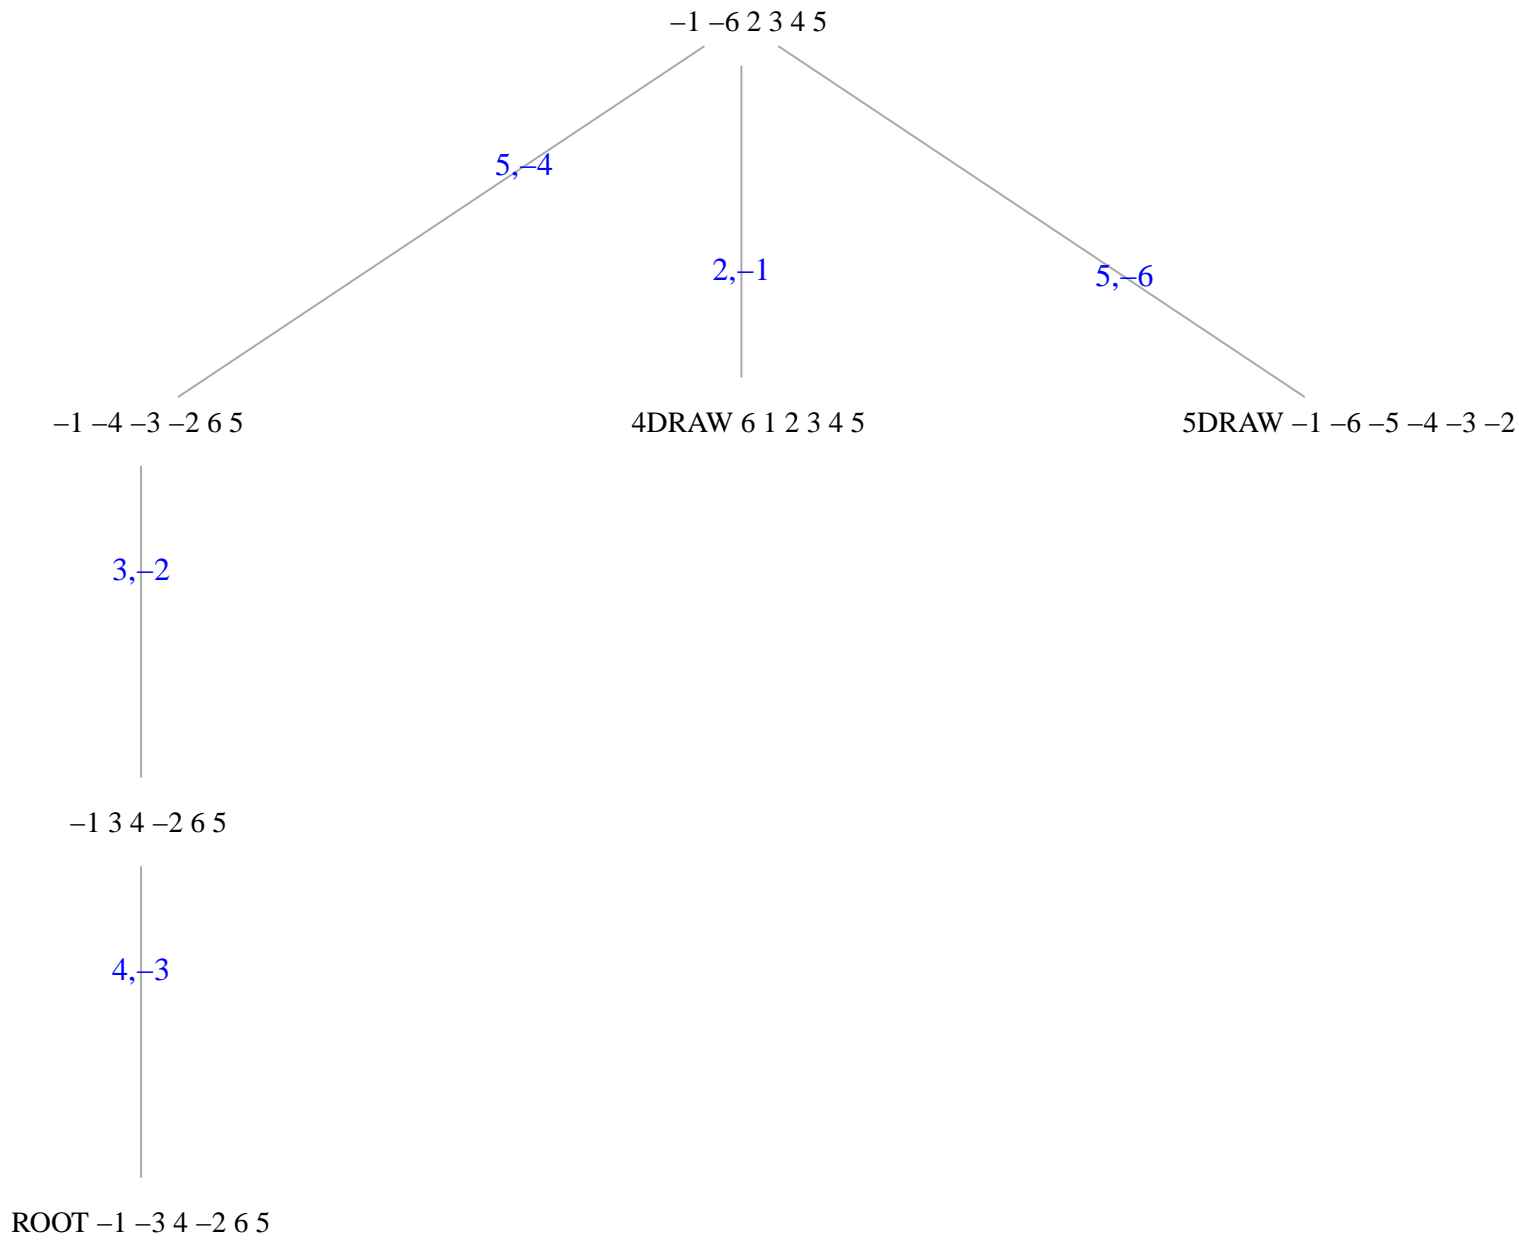 –1 –6 2 3 4 5
5,–4
2,–1
5,–6
–1 –4 –3 –2 6 5
4DRAW 6 1 2 3 4 5
5DRAW –1 –6 –5 –4 –3 –2
3,–2
–1 3 4 –2 6 5
4,–3
ROOT –1 –3 4 –2 6 5